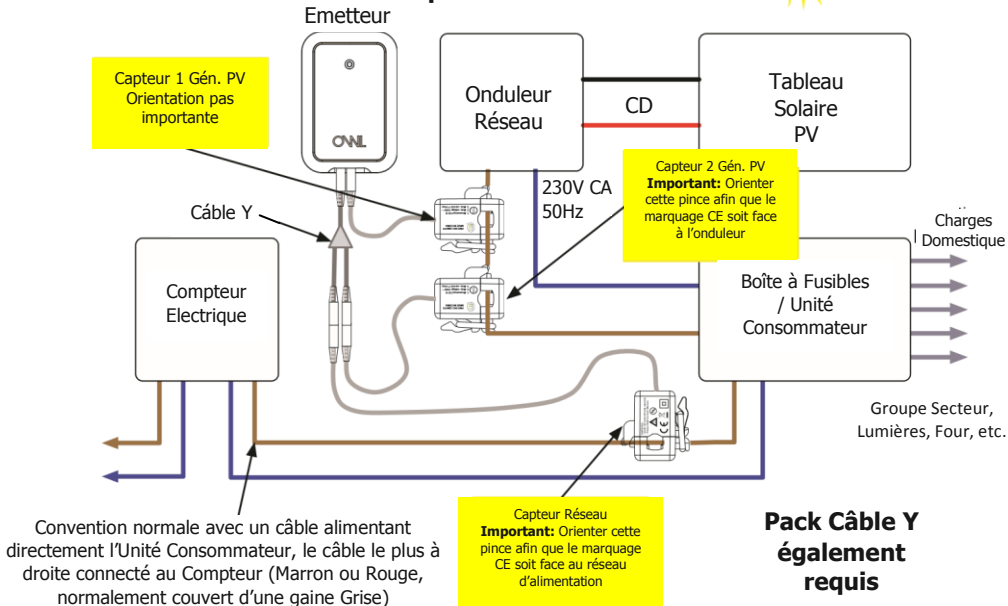 Emetteur
Capteur 1 Gén. PV
Orientation pas
importante
OWL
Onduleur
Réseau
CD
Tableau
Solaire
PV
230V CA
50Hz
Capteur 2 Gén. PV
Important: Orienter
cette pince afin que le
marquage CE soit face
à l'onduleur
Câble Y
Charges
Domestique
Compteur
Electrique
Boîte à Fusibles
/ Unité
Consommateur
Groupe Secteur,
Lumières, Four, etc.
Convention normale avec un câble alimentant
directement l'Unité Consommateur, le câble le plus à
droite connecté au Compteur (Marron ou Rouge,
normalement couvert d'une gaine Grise)
Capteur Réseau
Important: Orienter cette
pince afin que le marquage
CE soit face au réseau
d'alimentation
Pack Câble Y
également
requis